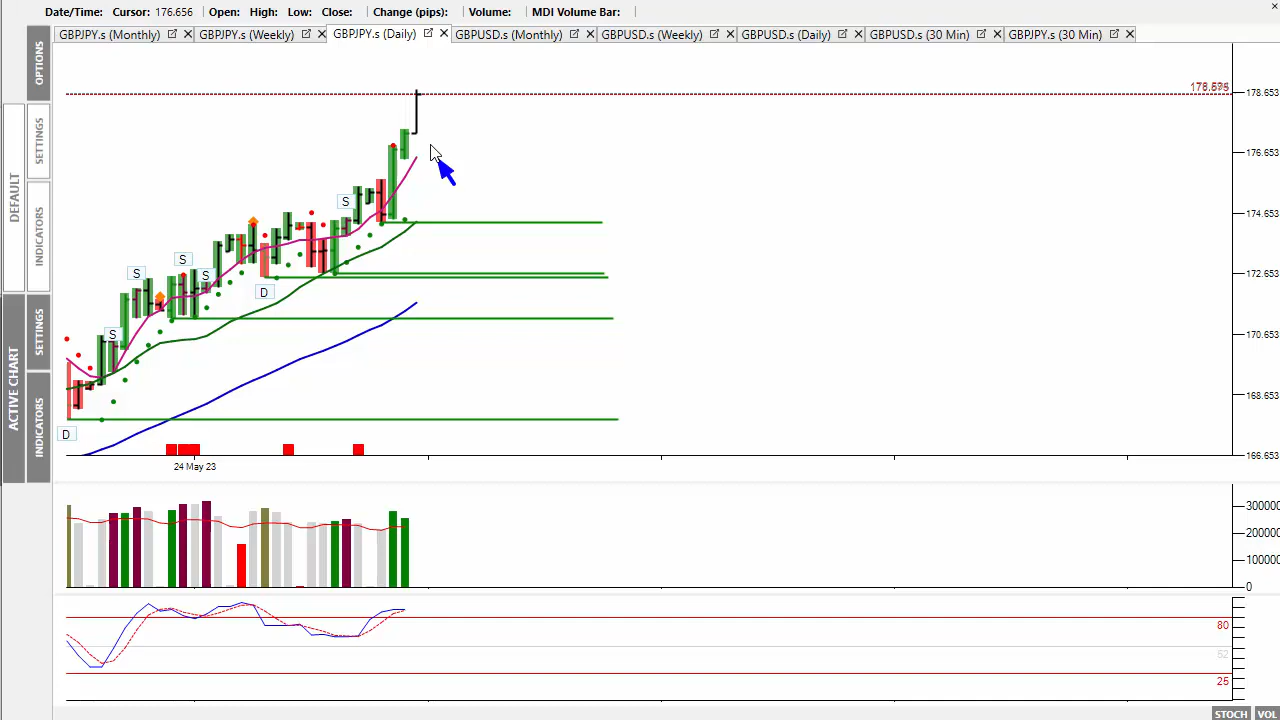 Date/Time: Cursor: 176.656 Open: High: Low: Close: Change (pips): Volume: MDI Volume Bar:
GBPJPY.s (Monthly) GBPJPY.s (Weekly) GBPJPY.s (Daily) GBPUSD.s (Monthly) GBPUSD.s (Weekly) GBPUSD.s (Daily) GBPUSD.s (30 Min) GBPJPY.s (30 Min)
OPTIONS
DEFAULT
SETTINGS
INDICATORS
ACTIVE CHART
SETTINGS
INDICATORS
178.653
176.653
174.653
172.653
170.653
168.653
166.653
S
S
S
S
S
D
D
24 May 23
300000
200000
100000
0
80
52
25
STOCH VOL